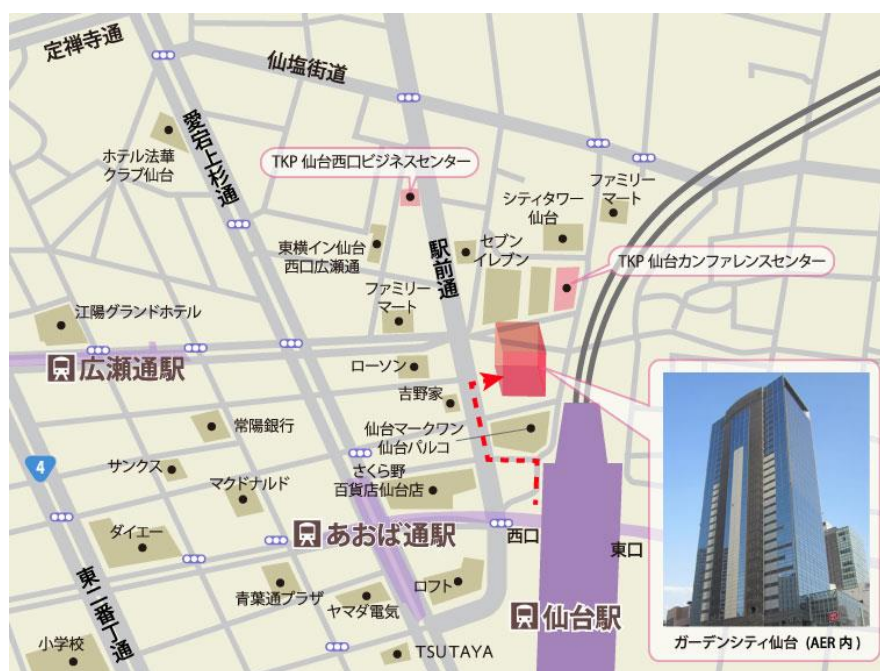 定禅寺通
仙塩街道
愛宕上杉通
ホテル法華
クラブ仙台
TKP 仙台西口ビジネスセンター
シティタワー
仙台
ファミリー
マート
東横イン仙台
西口広瀬通
駅前通
セブン
イレブン
TKP 仙台カンファレンスセンター
ファミリー
マート
江陽グランドホテル
広瀬通駅
ローソン
吉野家
常陽銀行
仙台マークワン
仙台パルコ
4
サンクス
マクドナルド
さくら野
百貨店仙台店
ダイエー
あおば通駅
西口
東口
東二番丁通
青葉通プラザ
ヤマダ電気
ロフト
仙台駅
小学校
TSUTAYA
ガーデンシティ仙台 (AER 内)